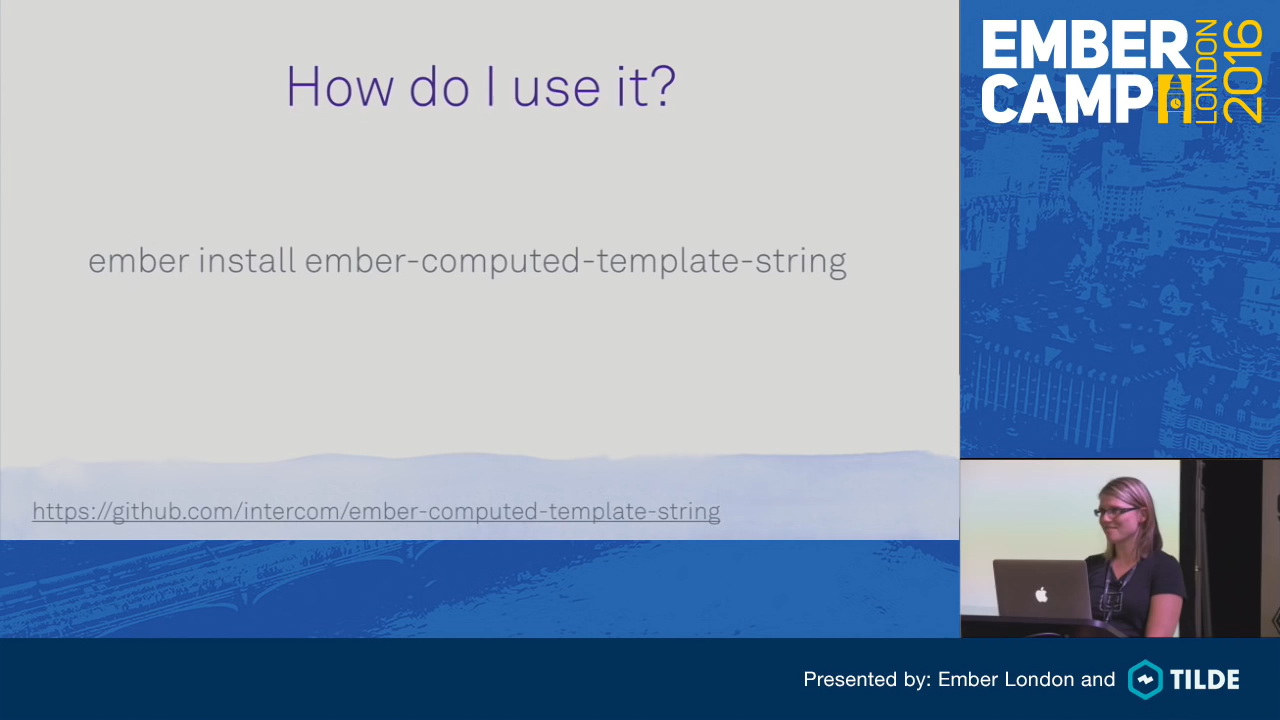 How do I use it?
ember install ember-computed-template-string
https://github.com/intercom/ember-computed-template-string
EMBER
CAMP
LONDON
2016
Presented by: Ember London and TILDE